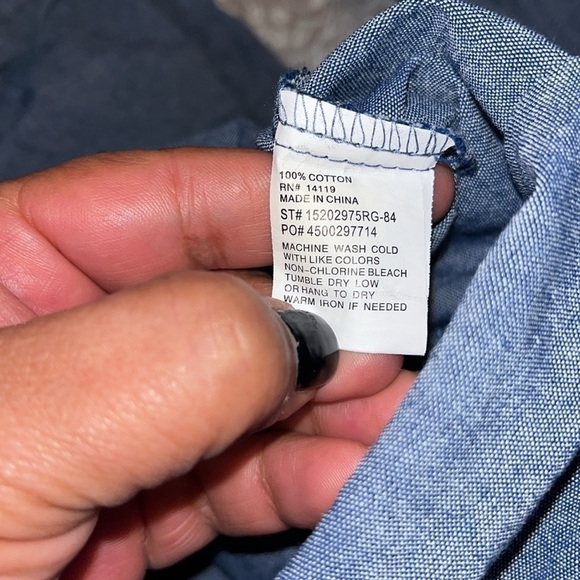 100% COTTON
RN# 14119
MADE IN CHINA
ST# 15202975RG-84
PO# 4500297714
MACHINE WASH COLD
WITH LIKE COLORS
NON-CHLORINE BLEACH
TUMBLE DRY LOW
OR HANG TO DRY
WARM IRON IF NEEDED